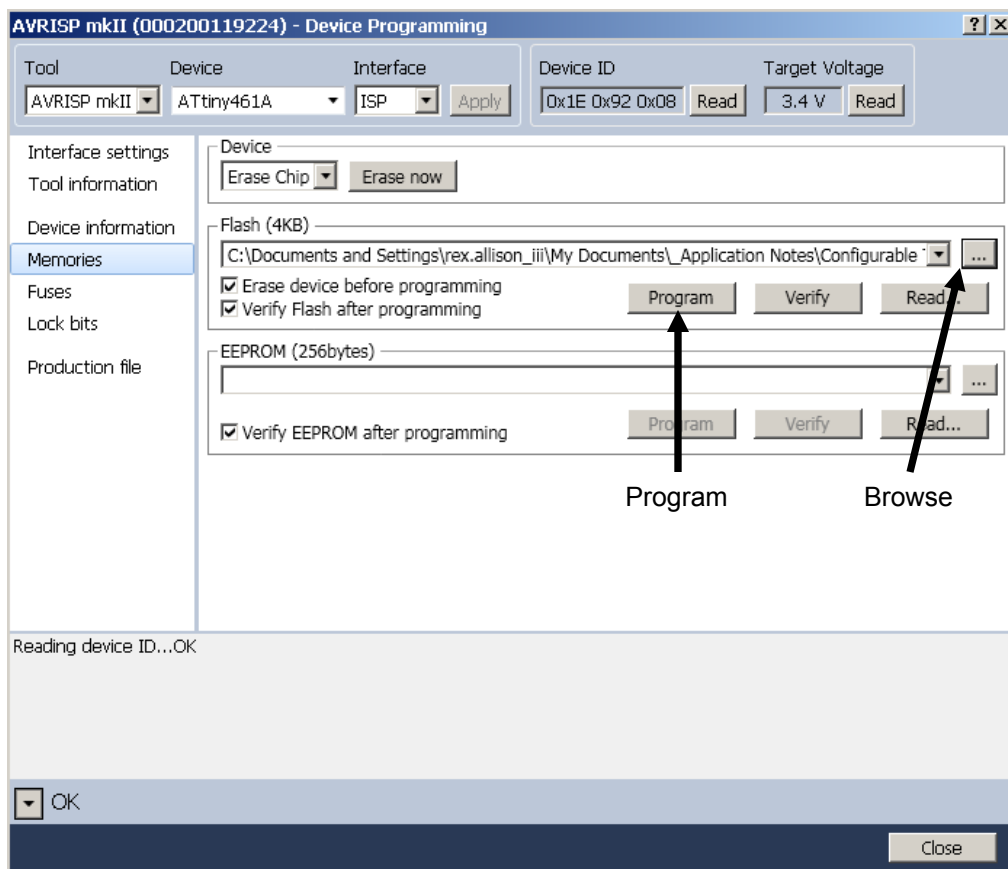 AVRISP mkII (000200119224) - Device Programming ? X
Tool Device Interface Device ID Target Voltage
AVRISP mkII ATtiny461A ISP Apply 0x1E 0x92 0x08 Read 3.4 V Read
Interface settings
Tool information
Device information
Memories
Fuses
Lock bits
Production file
Device
Erase Chip Erase now
Flash (4KB)
C:\Documents and Settings\rex.allison_iii\My Documents\_Application Notes\Configurable
...
Erase device before programming
Verify Flash after programming
Program Verify Read...
EEPROM (256bytes)
...
Verify EEPROM after programming
Program Verify Read...
Program Browse
Reading device ID...OK
OK
Close